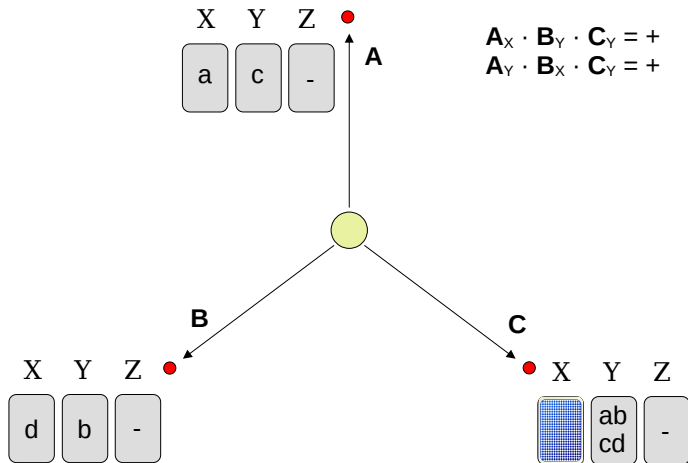 X Y Z
A
a c -
A_X · B_Y · C_Y = +
A_Y · B_X · C_Y = +
B
C
X Y Z
d b -
X Y Z
ab
cd
-